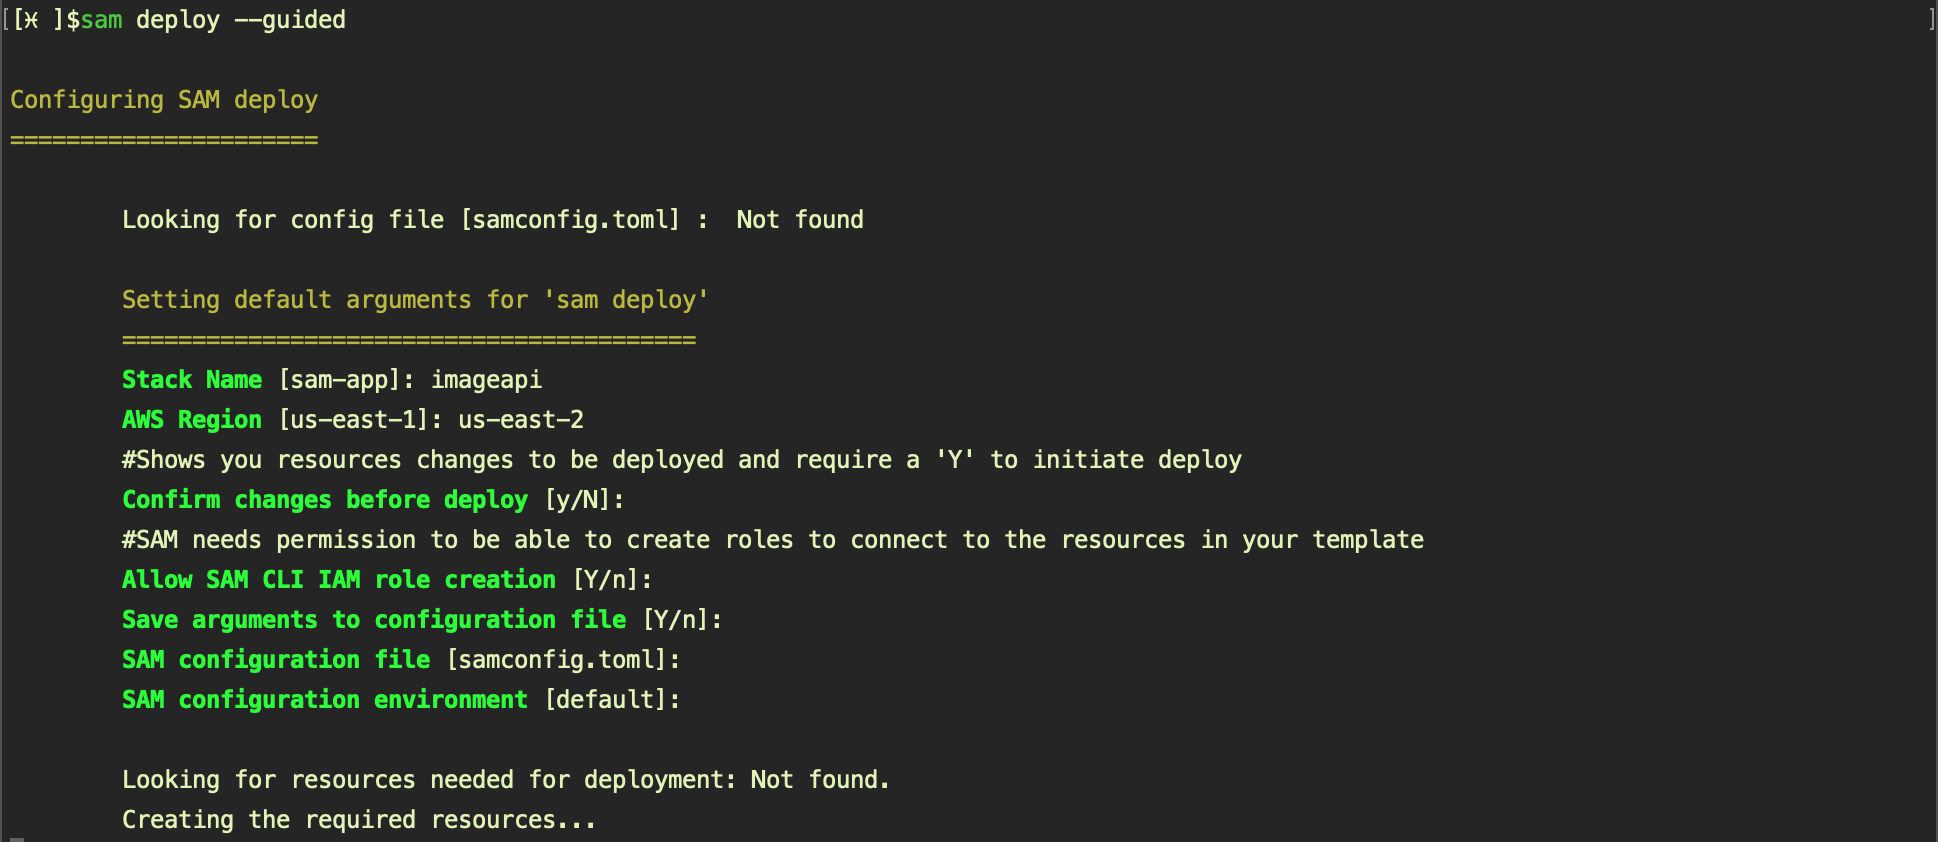 [[ⲯ ]$sam deploy --guided ]
Configuring SAM deploy
======================
Looking for config file [samconfig.toml] :  Not found
Setting default arguments for 'sam deploy'
=========================================
Stack Name [sam-app]: imageapi
AWS Region [us-east-1]: us-east-2
#Shows you resources changes to be deployed and require a 'Y' to initiate deploy
Confirm changes before deploy [y/N]:
#SAM needs permission to be able to create roles to connect to the resources in your template
Allow SAM CLI IAM role creation [Y/n]:
Save arguments to configuration file [Y/n]:
SAM configuration file [samconfig.toml]:
SAM configuration environment [default]:
Looking for resources needed for deployment: Not found.
Creating the required resources...